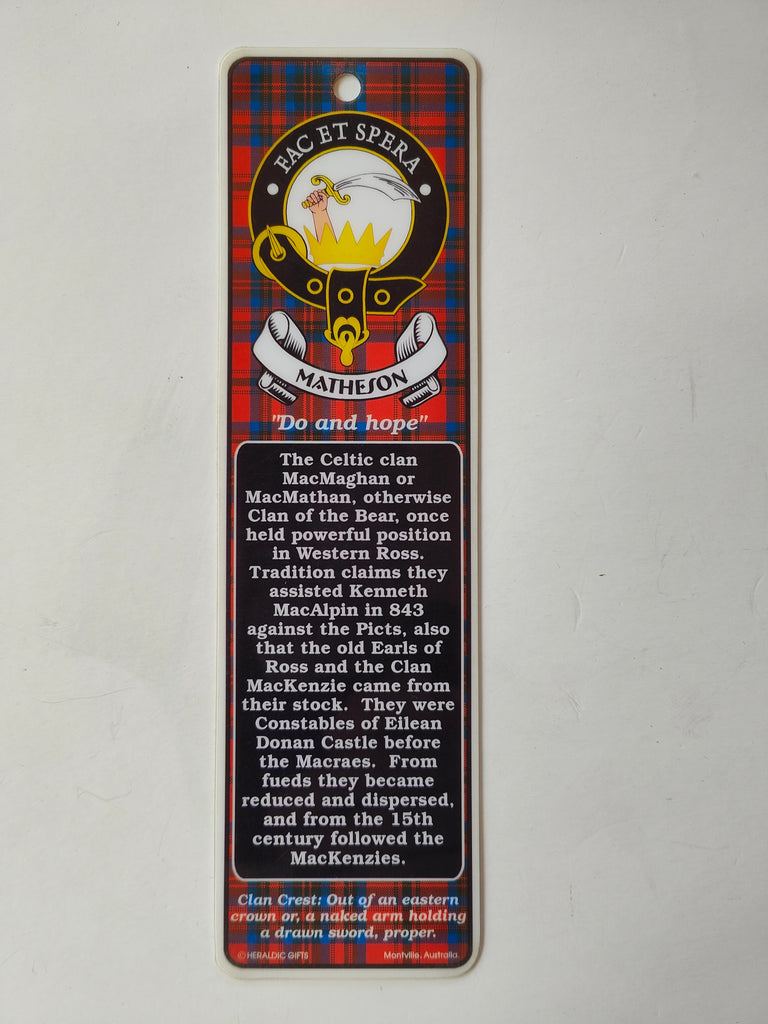 FAC ET SPERA
MATHESON
"Do and hope"
The Celtic clan
MacMaghan or
MacMathan, otherwise
Clan of the Bear, once
held powerful position
in Western Ross.
Tradition claims they
assisted Kenneth
MacAlpin in 843
against the Picts, also
that the old Earls of
Ross and the Clan
MacKenzie came from
their stock. They were
Constables of Eilean
Donan Castle before
the Macraes. From
fueds they became
reduced and dispersed,
and from the 15th
century followed the
MacKenzies.
Clan Crest: Out of an eastern
crown or, a naked arm holding
a drawn sword, proper.
© HERALDIC GIFTS Montville, Australia.